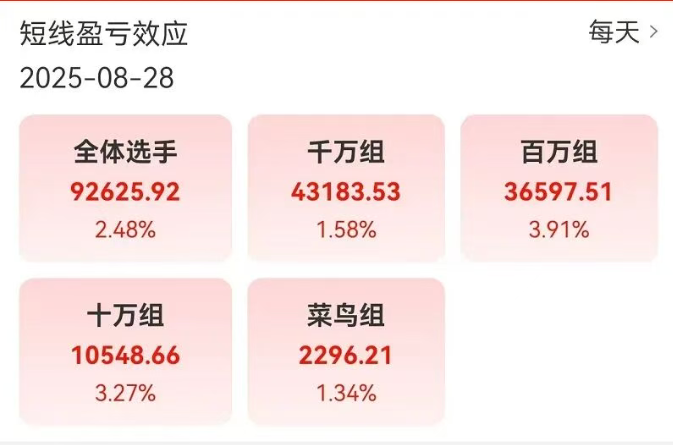 短线盈亏效应
每天 >
2025-08-28
全体选手
92625.92
2.48%
千万组
43183.53
1.58%
百万组
36597.51
3.91%
十万组
10548.66
3.27%
菜鸟组
2296.21
1.34%